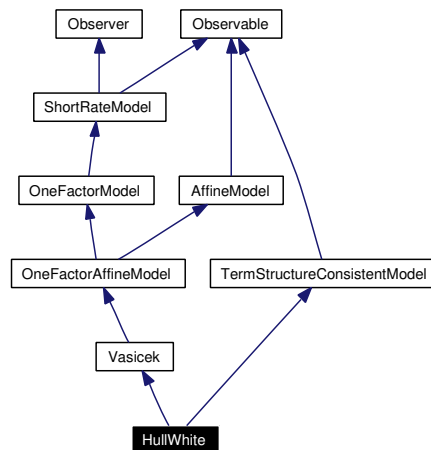 Observer
Observable
ShortRateModel
OneFactorModel
AffineModel
OneFactorAffineModel
TermStructureConsistentModel
Vasicek
HullWhite